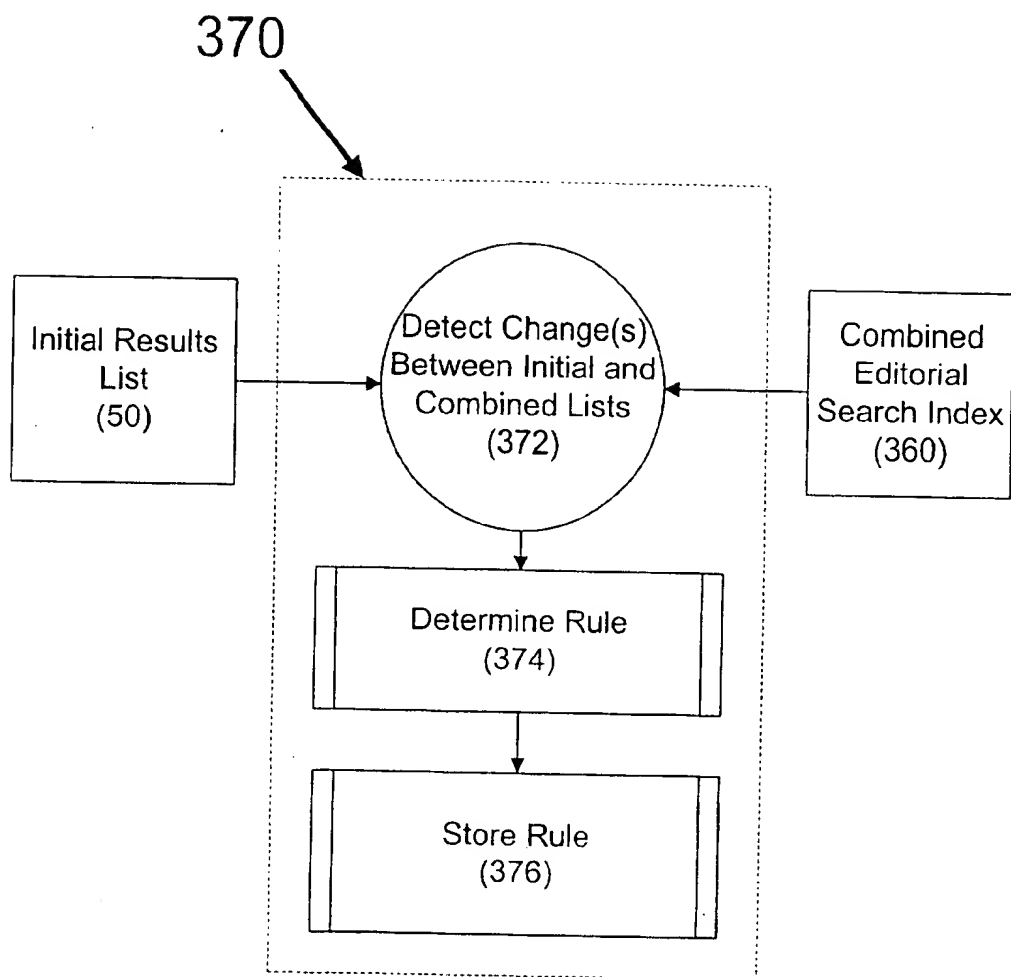 370
Initial Results
List
(50)
Detect Change(s)
Between Initial and
Combined Lists
(372)
Combined
Editorial
Search Index
(360)
Determine Rule
(374)
Store Rule
(376)